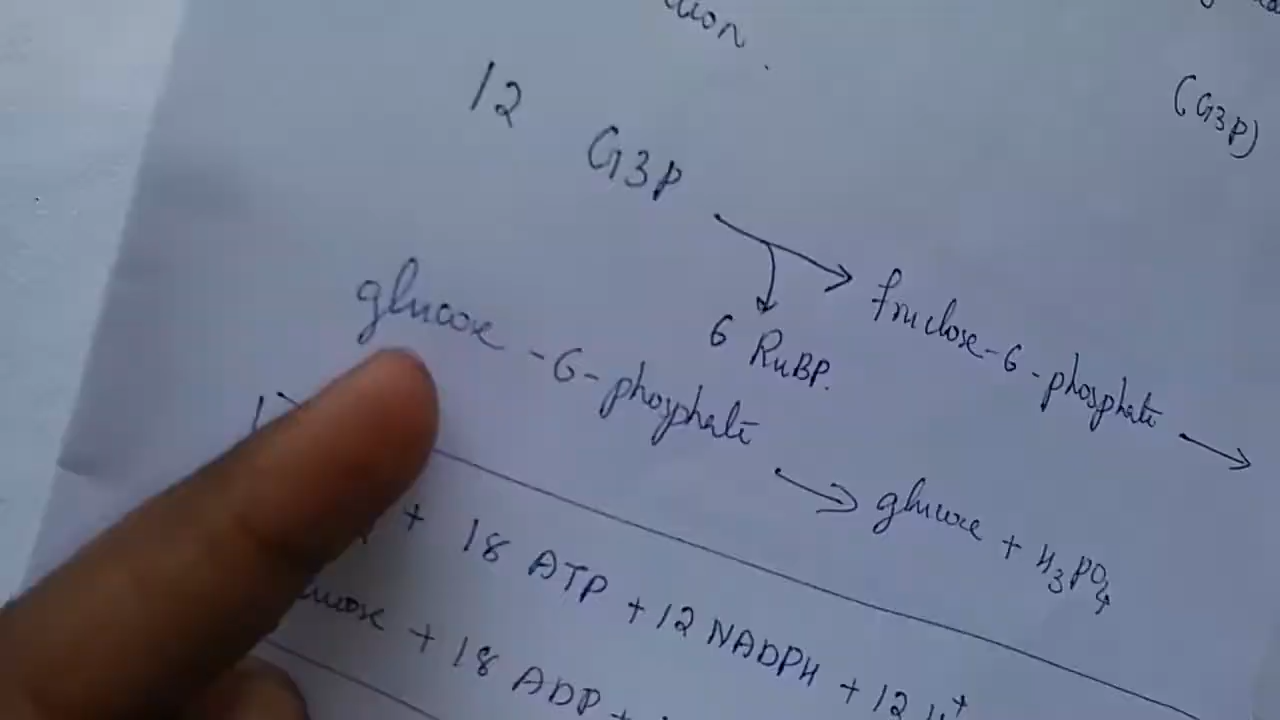 (G3P)
12 G3P → fructose-6-phosphate →
6 RuBP.
glucose-6-phosphate → glucose + H₃PO₄
+ 18 ATP + 12 NADPH + 12 H⁺
+ 18 ADP +